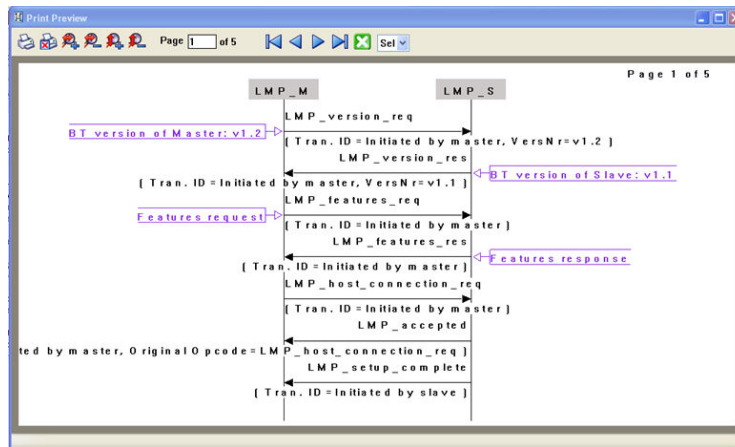 Print Preview
Page 1 of 5 Sel
Page 1 of 5
LMP_M LMP_S
LMP_version_req
BT version of Master: v1.2
( Tran. ID = Initiated by master, VersNr=v1.2 )
LMP_version_res
BT version of Slave: v1.1
( Tran. ID = Initiated by master, VersNr=v1.1 )
LMP_features_req
Features request
( Tran. ID = Initiated by master )
LMP_features_res
Features response
( Tran. ID = Initiated by master )
LMP_host_connection_req
( Tran. ID = Initiated by master )
LMP_accepted
ted by master, OriginalOpcode=LMP_host_connection_req )
LMP_setup_complete
( Tran. ID = Initiated by slave )